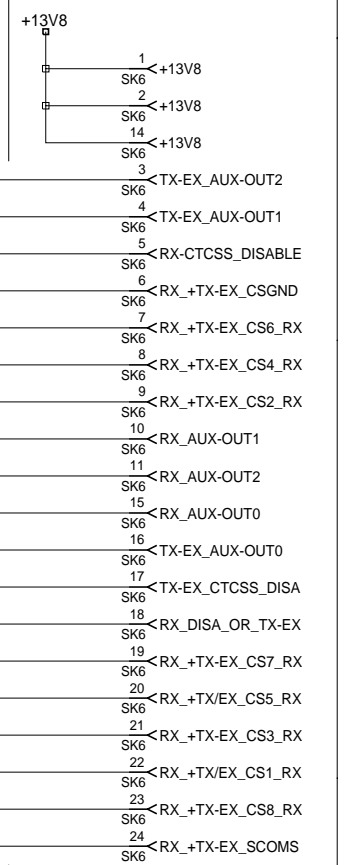 +13V8
1 +13V8
SK6
2 +13V8
SK6
14 +13V8
SK6
3 TX-EX_AUX-OUT2
SK6
4 TX-EX_AUX-OUT1
SK6
5 RX-CTCSS_DISABLE
SK6
6 RX_+TX-EX_CSGND
SK6
7 RX_+TX-EX_CS6_RX
SK6
8 RX_+TX-EX_CS4_RX
SK6
9 RX_+TX-EX_CS2_RX
SK6
10 RX_AUX-OUT1
SK6
11 RX_AUX-OUT2
SK6
15 RX_AUX-OUT0
SK6
16 TX-EX_AUX-OUT0
SK6
17 TX-EX_CTCSS_DISA
SK6
18 RX_DISA_OR_TX-EX
SK6
19 RX_+TX-EX_CS7_RX
SK6
20 RX_+TX/EX_CS5_RX
SK6
21 RX_+TX-EX_CS3_RX
SK6
22 RX_+TX/EX_CS1_RX
SK6
23 RX_+TX-EX_CS8_RX
SK6
24 RX_+TX-EX_SCOMS
SK6